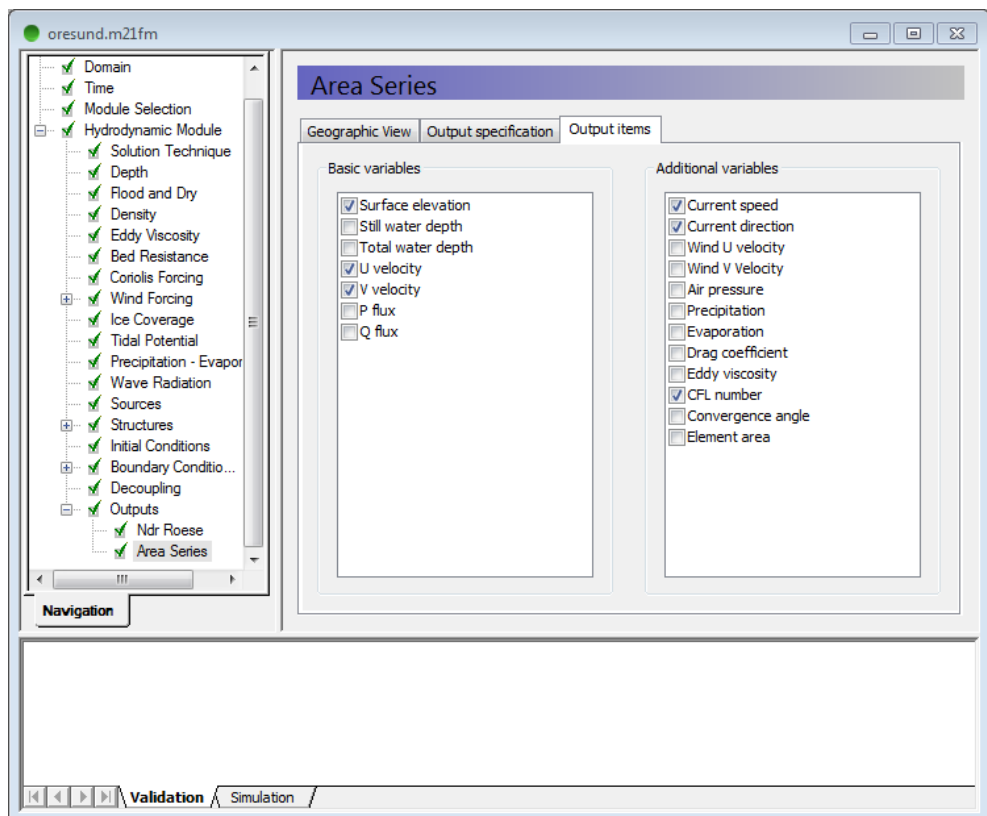 oresund.m21fm
Domain
Time
Module Selection
Hydrodynamic Module
Solution Technique
Depth
Flood and Dry
Density
Eddy Viscosity
Bed Resistance
Coriolis Forcing
Wind Forcing
Ice Coverage
Tidal Potential
Precipitation - Evapor
Wave Radiation
Sources
Structures
Initial Conditions
Boundary Conditio...
Decoupling
Outputs
Ndr Roese
Area Series
Navigation
Area Series
Geographic View
Output specification
Output items
Basic variables
Surface elevation
Still water depth
Total water depth
U velocity
V velocity
P flux
Q flux
Additional variables
Current speed
Current direction
Wind U velocity
Wind V Velocity
Air pressure
Precipitation
Evaporation
Drag coefficient
Eddy viscosity
CFL number
Convergence angle
Element area
Validation
Simulation